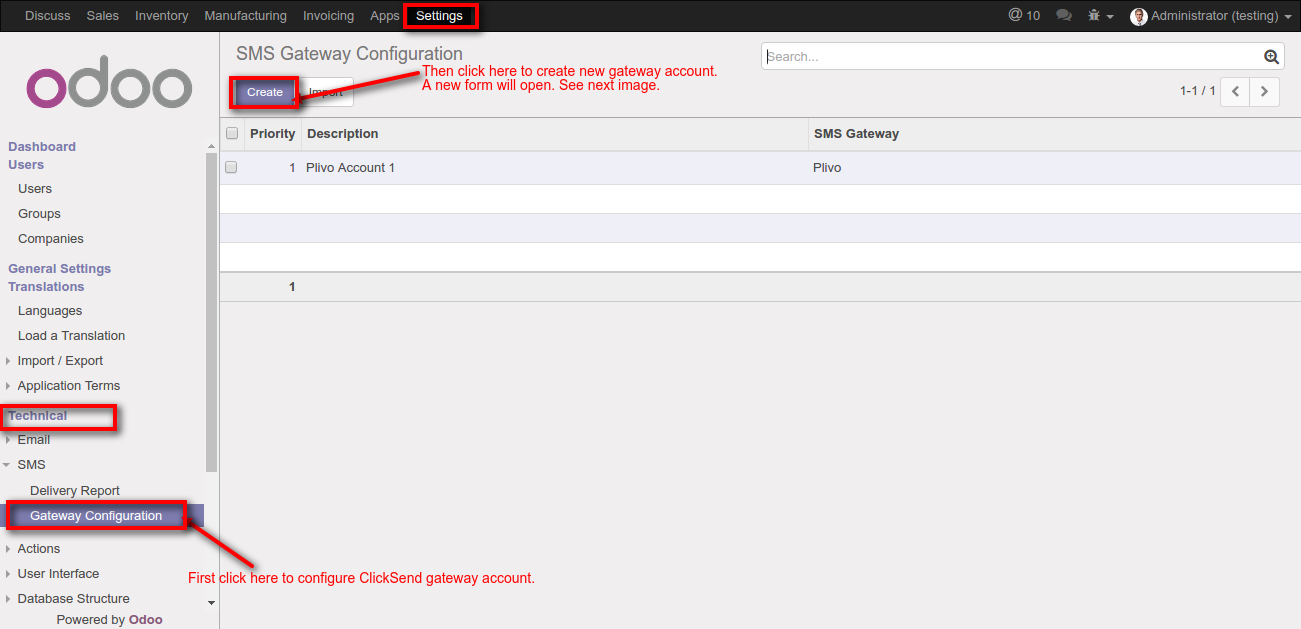 Discuss Sales Inventory Manufacturing Invoicing Apps Settings @ 10 Administrator (testing)
odoo
SMS Gateway Configuration
Search...
Then click here to create new gateway account.
A new form will open. See next image.
Create Import
1-1 / 1
Priority Description SMS Gateway
1 Plivo Account 1 Plivo
1
Dashboard
Users
Users
Groups
Companies
General Settings
Translations
Languages
Load a Translation
Import / Export
Application Terms
Technical
Email
SMS
Delivery Report
Gateway Configuration
Actions
First click here to configure ClickSend gateway account.
User Interface
Database Structure
Powered by Odoo